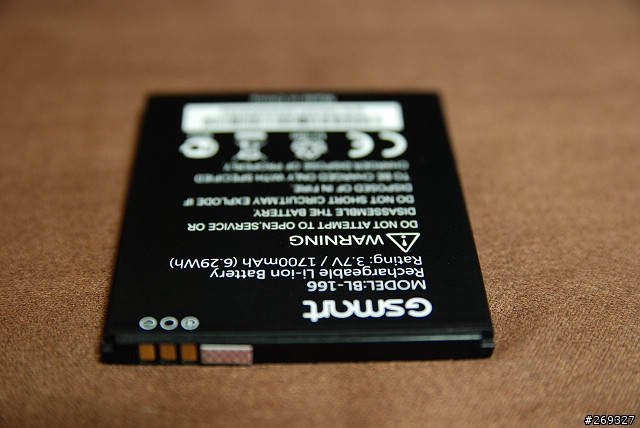 Gsmart
MODEL:BL-166
Rechargeable Li-ion Battery
Rating: 3.7V / 1700mAh (6.29Wh)
WARNING
DO NOT ATTEMPT TO OPEN,SERVICE OR
DISASSEMBLE THE BATTERY.
DO NOT SHORT CIRCUIT.MAY EXPLODE IF
DISPOSED OF IN FIRE.
TO BE CHARGED ONLY WITH SPECIFIED
CHARGER.DISPOSE OF PROPERLY
CE
#269327